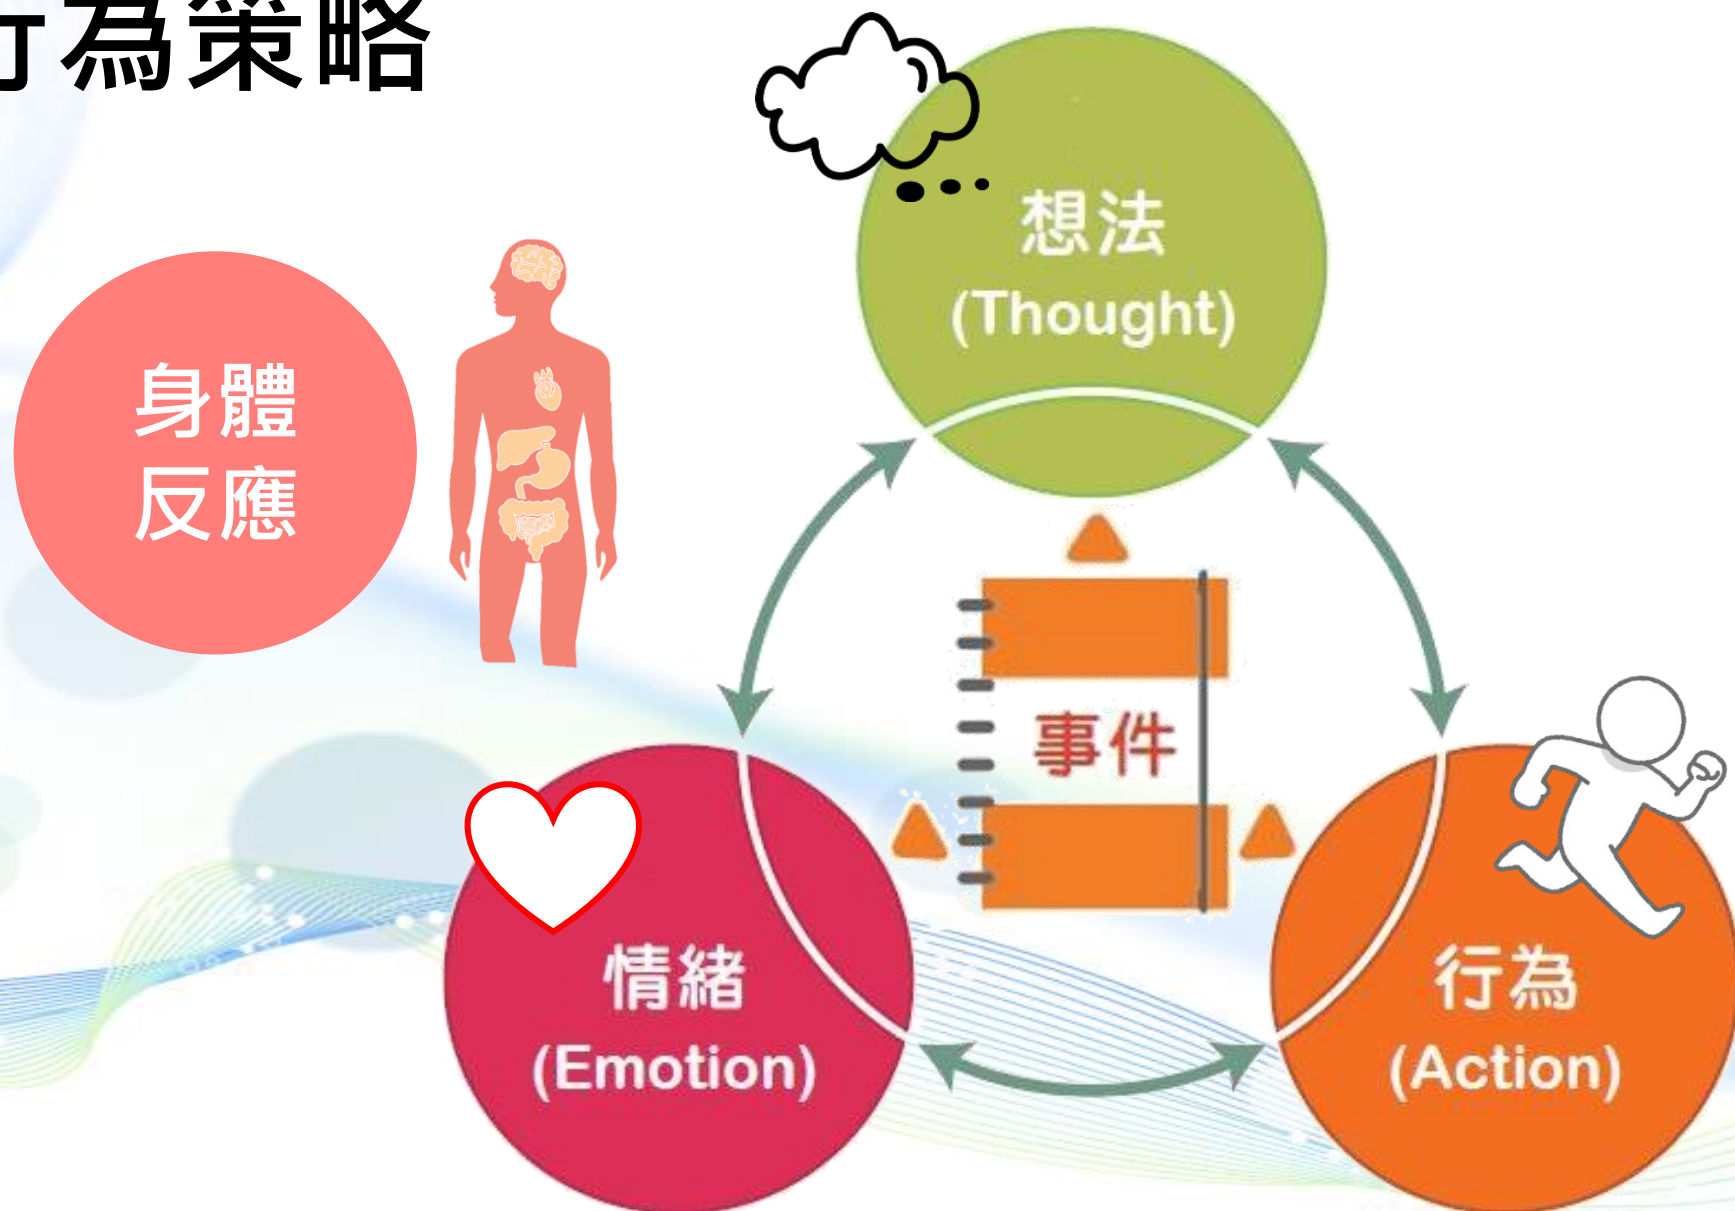 行為策略
想法
(Thought)
身體
反應
事件
情緒
(Emotion)
行為
(Action)